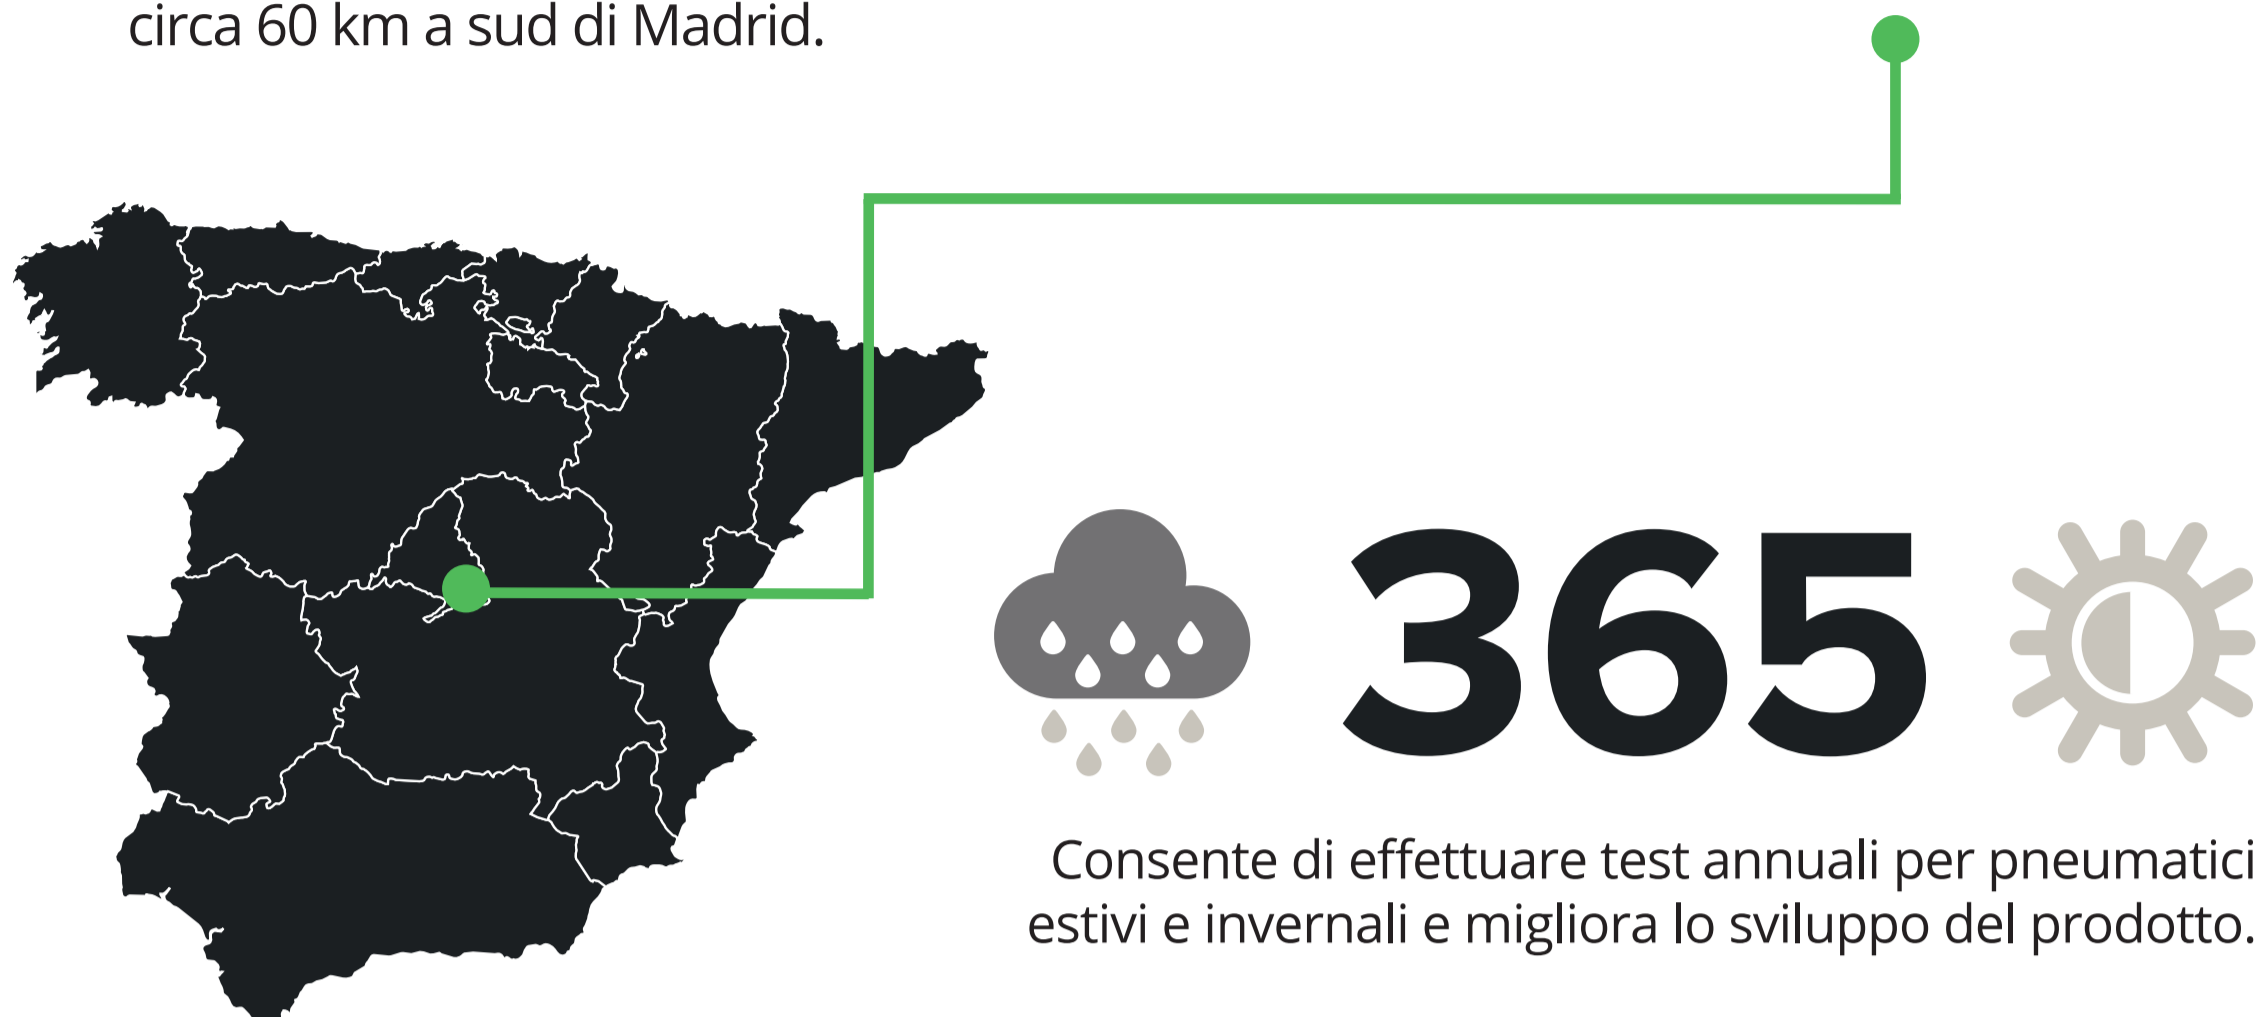 circa 60 km a sud di Madrid.
365
Consente di effettuare test annuali per pneumatici
estivi e invernali e migliora lo sviluppo del prodotto.